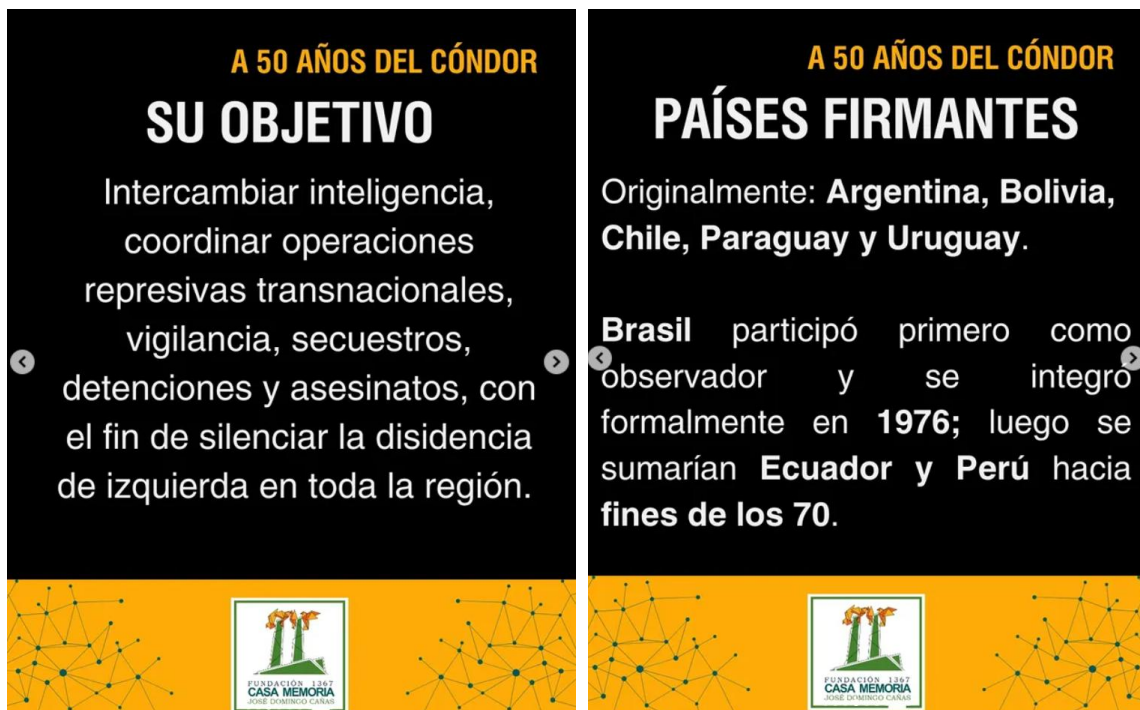 A 50 AÑOS DEL CÓNDOR
SU OBJETIVO
Intercambiar inteligencia,
coordinar operaciones
represivas transnacionales,
vigilancia, secuestros,
detenciones y asesinatos, con
el fin de silenciar la disidencia
de izquierda en toda la región.
FUNDACIÓN 1367
CASA MEMORIA
JOSÉ DOMINGO CAÑAS
A 50 AÑOS DEL CÓNDOR
PAÍSES FIRMANTES
Originalmente: Argentina, Bolivia,
Chile, Paraguay y Uruguay.
Brasil participó primero como
observador y se integró
formalmente en 1976; luego se
sumarían Ecuador y Perú hacia
fines de los 70.
FUNDACIÓN 1367
CASA MEMORIA
JOSÉ DOMINGO CAÑAS